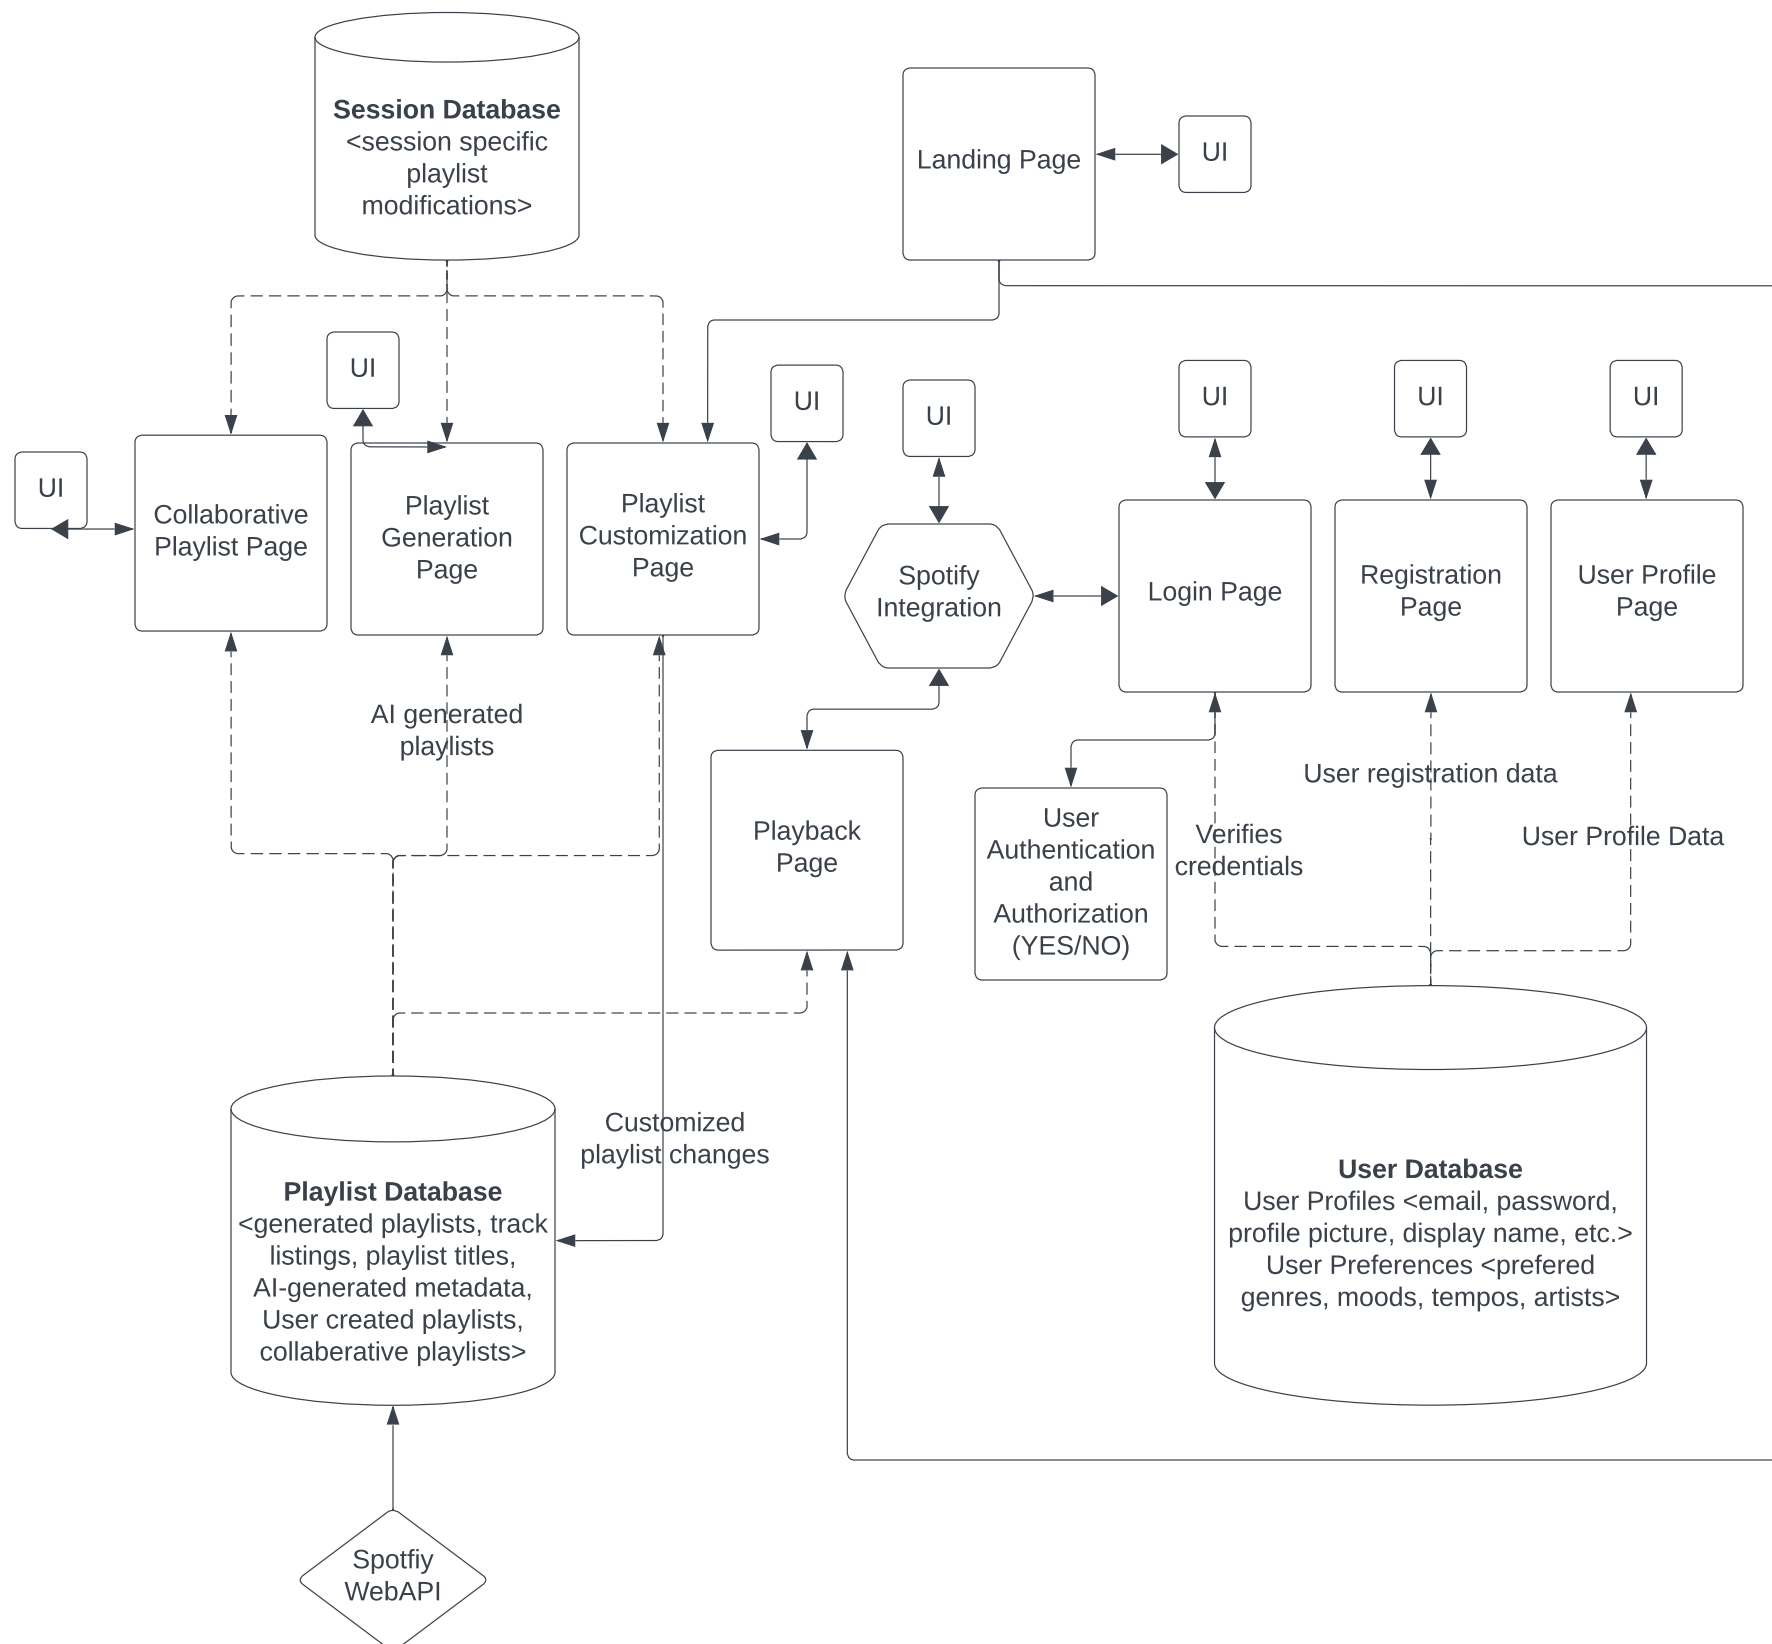 Session Database
<session specific
playlist
modifications>
Landing Page
UI
UI
UI
UI
UI
UI
UI
UI
Collaborative
Playlist Page
Playlist
Generation
Page
Playlist
Customization
Page
Spotify
Integration
Login Page
Registration
Page
User Profile
Page
AI generated
playlists
Playback
Page
User
Authentication
and
Authorization
(YES/NO)
Verifies
credentials
User registration data
User Profile Data
Customized
playlist changes
Playlist Database
<generated playlists, track
listings, playlist titles,
AI-generated metadata,
User created playlists,
collaberative playlists>
User Database
User Profiles <email, password,
profile picture, display name, etc.>
User Preferences <prefered
genres, moods, tempos, artists>
Spotfiy
WebAPI